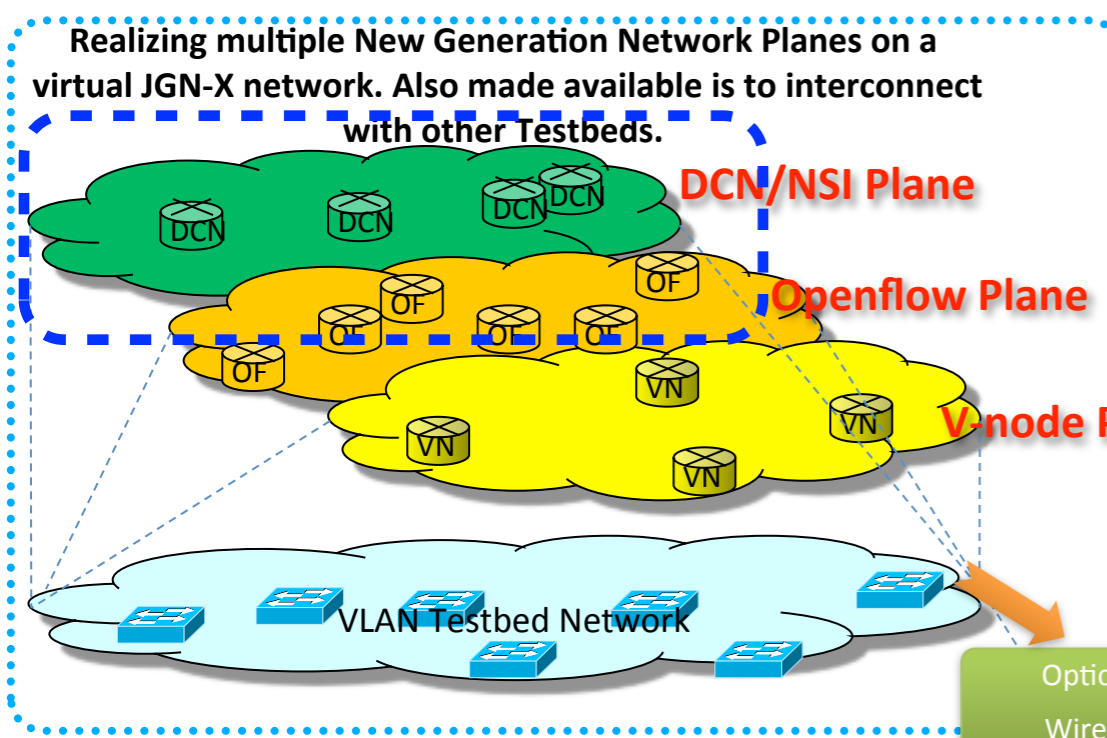 Realizing multiple New Generation Network Planes on a
virtual JGN-X network. Also made available is to interconnect
with other Testbeds.
DCN/NSI Plane
DCN
DCN
DCN
DCN
Openflow Plane
OF
OF
OF
OF
OF
OF
V-node
VN
VN
VN
VN
VLAN Testbed Network